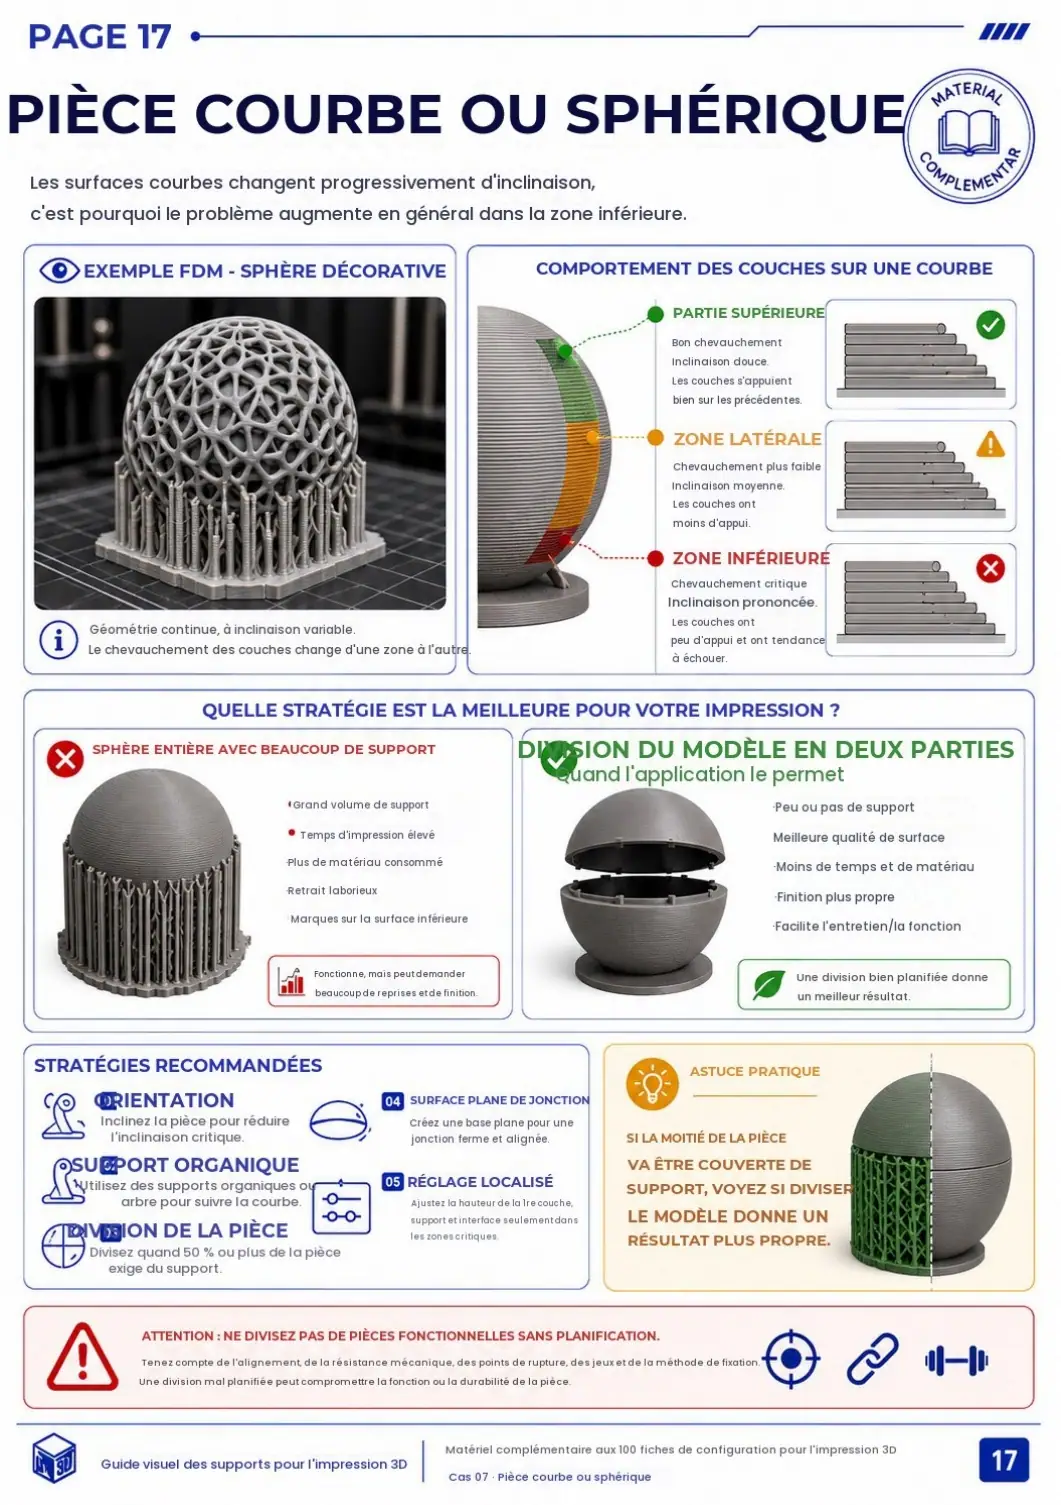 PAGE 17
PIÈCE COURBE OU SPHÉRIQUE
MATERIAL
COMPLEMENTAR
Les surfaces courbes changent progressivement d'inclinaison,
c'est pourquoi le problème augmente en général dans la zone inférieure.
EXEMPLE FDM - SPHÈRE DÉCORATIVE
Géométrie continue, à inclinaison variable.
Le chevauchement des couches change d'une zone à l'autre.
COMPORTEMENT DES COUCHES SUR UNE COURBE
PARTIE SUPÉRIEURE
Bon chevauchement
Inclinaison douce.
Les couches s'appuient
bien sur les précédentes.
ZONE LATÉRALE
Chevauchement plus faible
Inclinaison moyenne.
Les couches ont
moins d'appui.
ZONE INFÉRIEURE
Chevauchement critique
Inclinaison prononcée.
Les couches ont
peu d'appui et ont tendance
à échouer.
QUELLE STRATÉGIE EST LA MEILLEURE POUR VOTRE IMPRESSION ?
SPHÈRE ENTIÈRE AVEC BEAUCOUP DE SUPPORT
Grand volume de support
• Temps d'impression élevé
·Plus de matériau consommé
·Retrait laborieux
·Marques sur la surface inférieure
Fonctionne, mais peut demander
beaucoup de reprises et de finition.
DIVISION DU MODÈLE EN DEUX PARTIES
Quand l'application le permet
·Peu ou pas de support
Meilleure qualité de surface
·Moins de temps et de matériau
·Finition plus propre
·Facilite l'entretien/la fonction
Une division bien planifiée donne
un meilleur résultat.
STRATÉGIES RECOMMANDÉES
ORIENTATION
Inclinez la pièce pour réduire
l'inclinaison critique.
SUPPORT ORGANIQUE
Utilisez des supports organiques ou
arbre pour suivre la courbe.
DIVISION DE LA PIÈCE
Divisez quand 50 % ou plus de la pièce
exige du support.
04 SURFACE PLANE DE JONCTION
Créez une base plane pour une
jonction ferme et alignée.
05 RÉGLAGE LOCALISÉ
Ajustez la hauteur de la 1re couche,
support et interface seulement dans
les zones critiques.
ASTUCE PRATIQUE
SI LA MOITIÉ DE LA PIÈCE
VA ÊTRE COUVERTE DE
SUPPORT, VOYEZ SI DIVISER
LE MODÈLE DONNE UN
RÉSULTAT PLUS PROPRE.
ATTENTION : NE DIVISEZ PAS DE PIÈCES FONCTIONNELLES SANS PLANIFICATION.
Tenez compte de l'alignement, de la résistance mécanique, des points de rupture, des jeux et de la méthode de fixation.
Une division mal planifiée peut compromettre la fonction ou la durabilité de la pièce.
Guide visuel des supports pour l'impression 3D
Matériel complémentaire aux 100 fiches de configuration pour l'impression 3D
Cas 07 · Pièce courbe ou sphérique
17